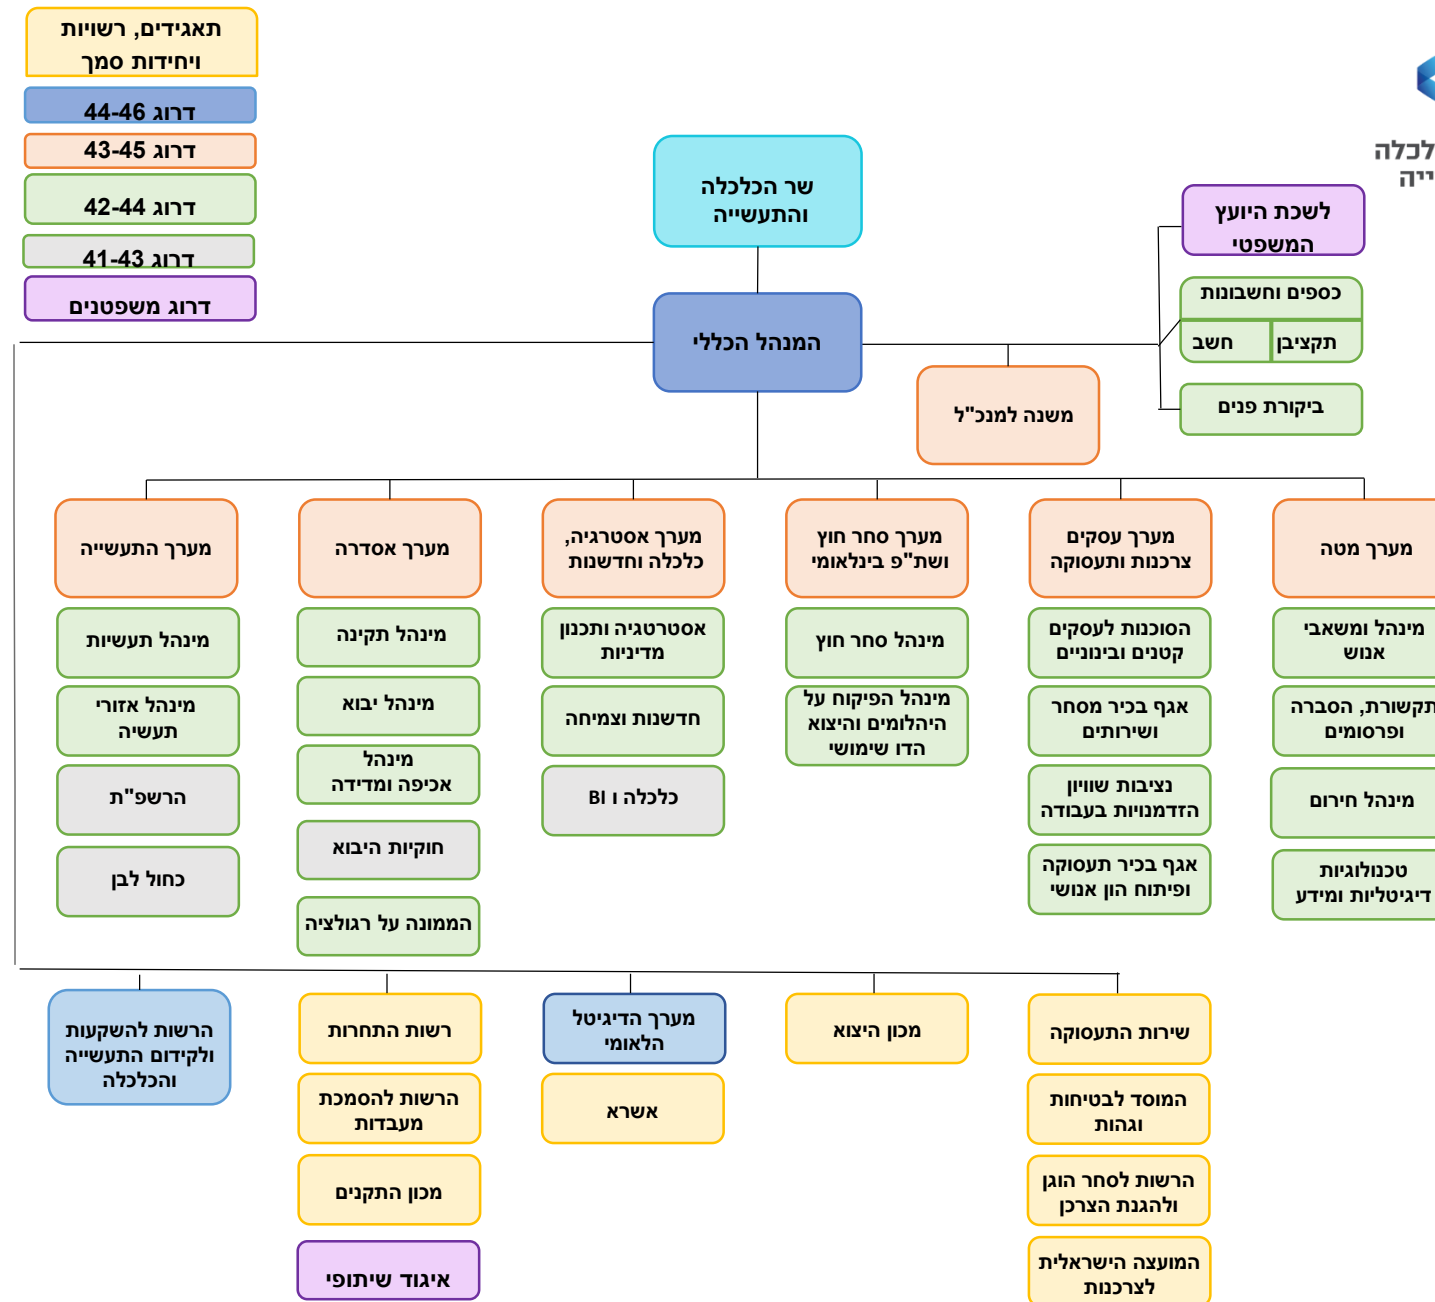 תאגידים, רשויות
ויחידות סמך
דרוג 44-46
דרוג 43-45
דרוג 42-44
דרוג 41-43
דרוג משפטנים
לכלה
ייה
שר הכלכלה
והתעשייה
המנהל הכללי
משנה למנכ"ל
לשכת היועץ
המשפטי
כספים וחשבונות
תקציבן
חשב
ביקורת פנים
מערך מטה
מינהל ומשאבי
אנוש
תקשורת, הסברה
ופרסומים
מינהל חירום
טכנולוגיות
דיגיטליות ומידע
מערך עסקים
צרכנות ותעסוקה
הסוכנות לעסקים
קטנים ובינוניים
אגף בכיר מסחר
ושירותים
נציבות שוויון
הזדמנויות בעבודה
אגף בכיר תעסוקה
ופיתוח הון אנושי
מערך סחר חוץ
ושת"פ בינלאומי
מינהל סחר חוץ
מינהל הפיקוח על
היהלומים והיצוא
הדו שימושי
מערך אסטרגיה,
כלכלה וחדשנות
אסטרטגיה ותכנון
מדיניות
חדשנות וצמיחה
כלכלה ו BI
מערך אסדרה
מינהל תקינה
מינהל יבוא
מינהל
אכיפה ומדידה
חוקיות היבוא
הממונה על רגולציה
מערך התעשייה
מינהל תעשיות
מינהל אזורי
תעשיה
הרשפ"ת
כחול לבן
שירות התעסוקה
המוסד לבטיחות
וגהות
הרשות לסחר הוגן
ולהגנת הצרכן
המועצה הישראלית
לצרכנות
מכון היצוא
מערך הדיגיטל
הלאומי
אשרא
רשות התחרות
הרשות להסמכת
מעבדות
מכון התקנים
איגוד שיתופי
הרשות להשקעות
ולקידום התעשייה
והכלכלה